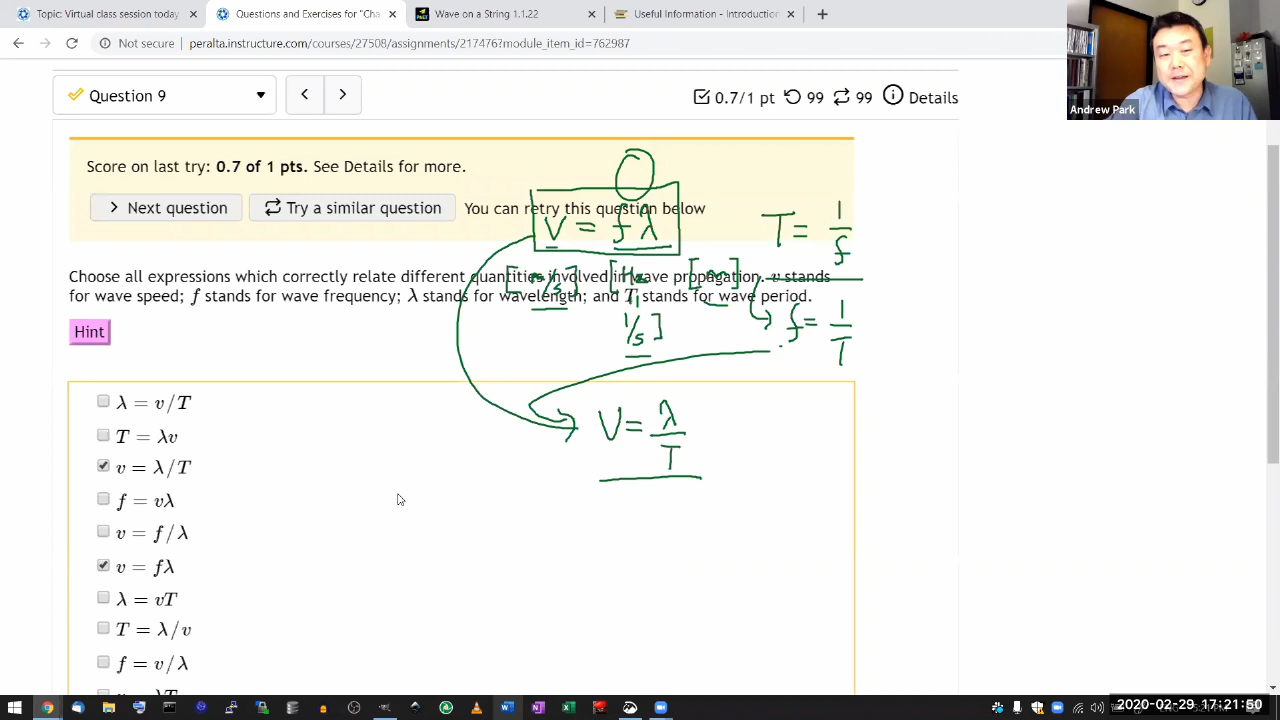 Topic: Virtual class session today
Questions and Exercises for "Cha
Wave on a String 1.1.22
Useful Information - Introduction
Not secure | peralta.instructure.com/courses/27508/assignments/217676?module_item_id=762987
Andrew Park
Question 9
0.7/1 pt 99 99 Details
Score on last try: 0.7 of 1 pts. See Details for more.
Next question
Try a similar question
You can retry this question below
v = fλ
T = 1/f
Choose all expressions which correctly relate different quantities involved in wave propagation. v stands
for wave speed; f stands for wave frequency; λ stands for wavelength; and T stands for wave period.
[m/s] [Hz [m]
1/s]
f = 1/T
Hint
V = λ/T
λ = v/T
T = λv
v = λ/T
f = vλ
v = f/λ
v = fλ
λ = vT
T = λ/v
f = v/λ
2020-02-29 17:21:50